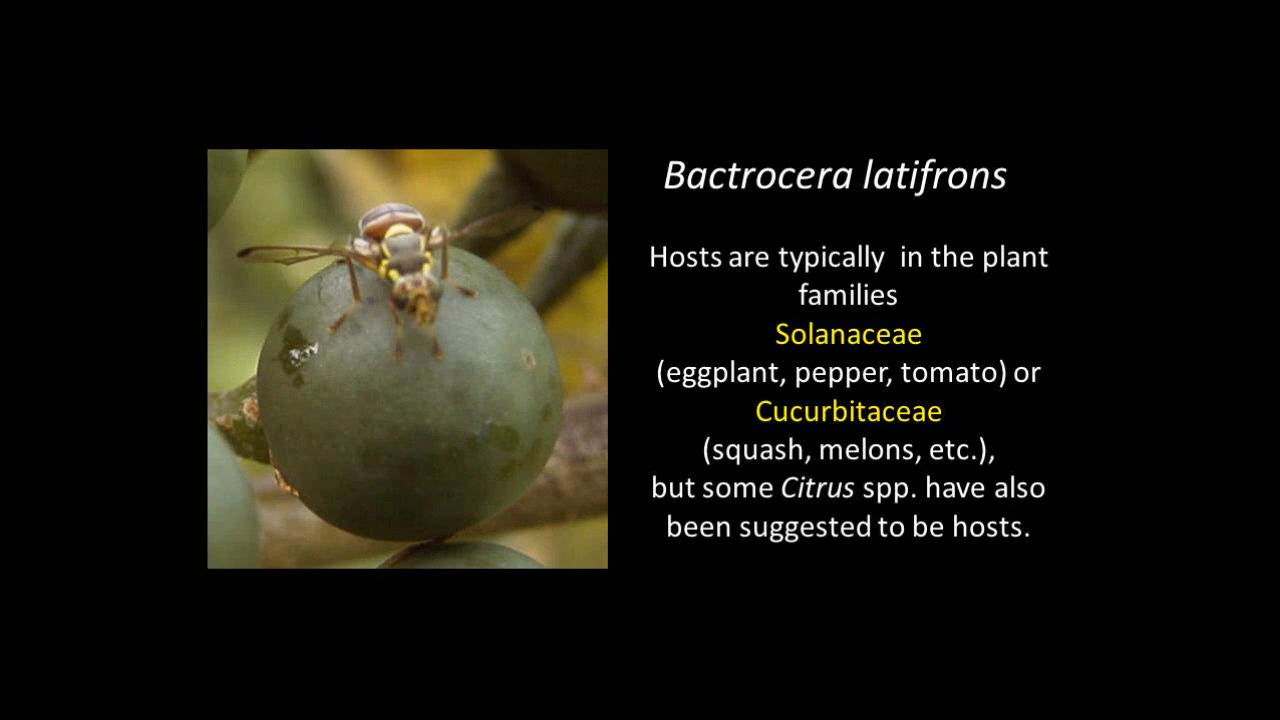 Bactrocera latifrons
Hosts are typically  in the plant
families
Solanaceae
(eggplant, pepper, tomato) or
Cucurbitaceae
(squash, melons, etc.),
but some Citrus spp. have also
been suggested to be hosts.